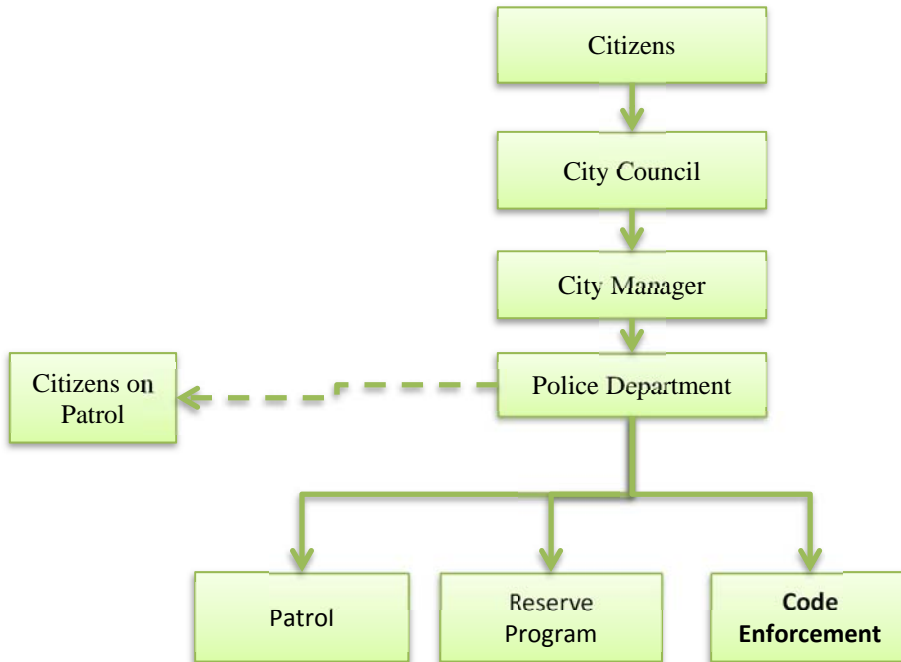 Citizens
City Council
City Manager
Citizens on
Patrol
Police Department
Patrol
Reserve
Program
Code
Enforcement